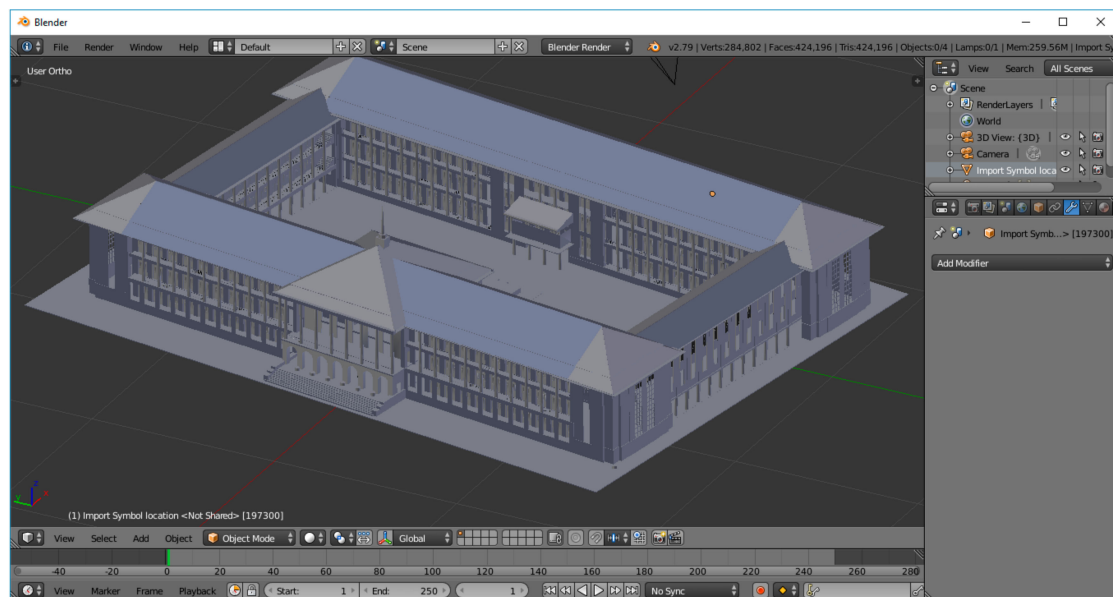 Blender
File Render Window Help Default Scene Blender Render v2.79 | Verts:284,802 | Faces:424,196 | Tris:424,196 | Objects:0/4 | Lamps:0/1 | Mem:259.56M | Import Sy
User Ortho
View Search All Scenes
Scene
RenderLayers |
World
3D View: {3D} |
Camera |
Import Symbol loca
Import Symb...> [197300]
Add Modifier
z
y x
(1) Import Symbol location <Not Shared> [197300]
View Select Add Object Object Mode Global
-40 -20 0 20 40 60 80 100 120 140 160 180 200 220 240 260 280
View Marker Frame Playback Start: 1 End: 250 1 No Sync